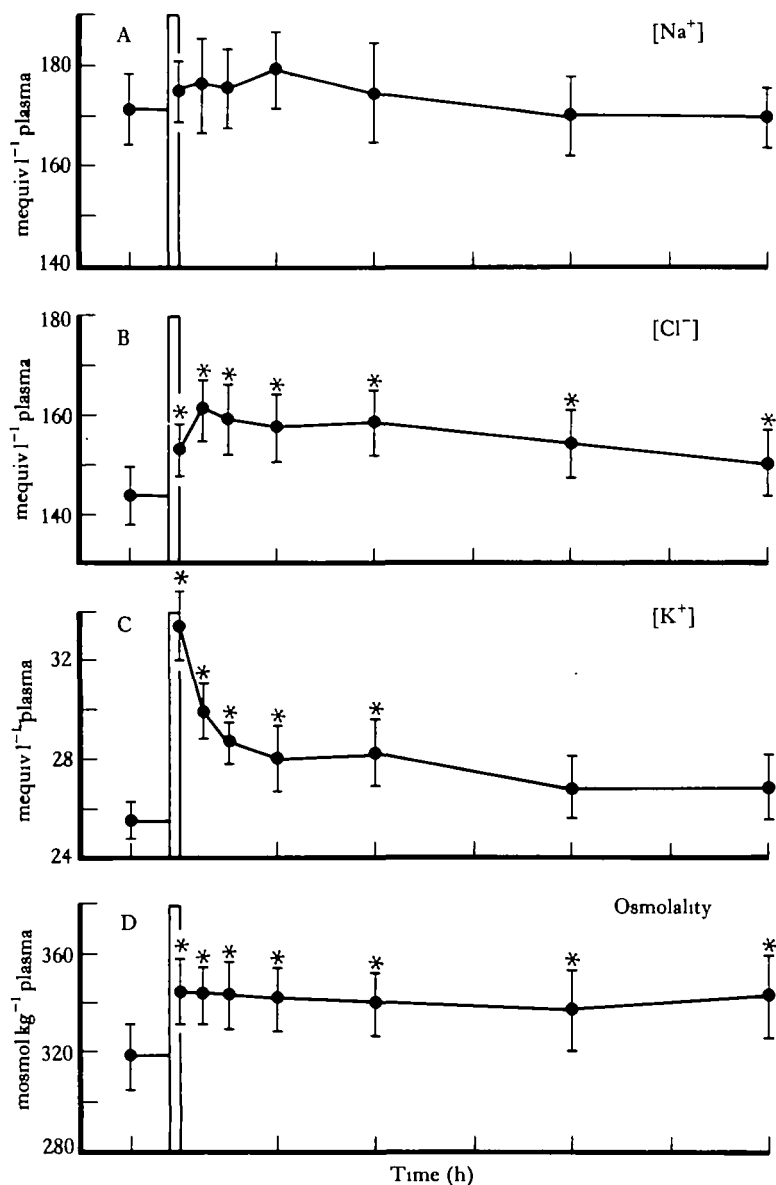 A
[Na⁺]
180
160
140
mequiv l⁻¹ plasma
B
[Cl⁻]
180
160
140
mequiv l⁻¹ plasma
C
[K⁺]
32
28
24
mequiv l⁻¹ plasma
D
Osmolality
360
320
280
mosmol kg⁻¹ plasma
Time (h)